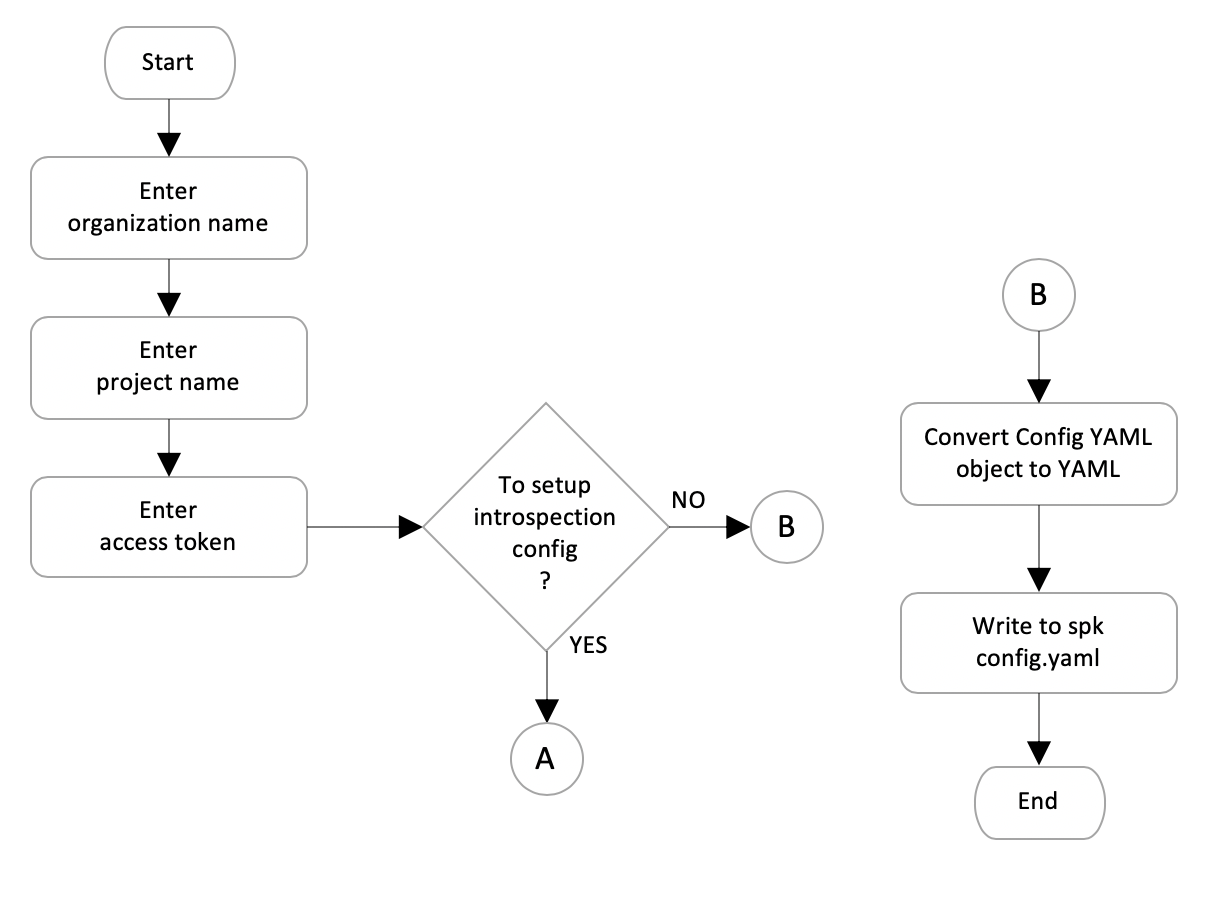 Start
Enter
organization name
Enter
project name
Enter
access token
To setup
introspection
config
?
NO
B
YES
A
B
Convert Config YAML
object to YAML
Write to spk
config.yaml
End